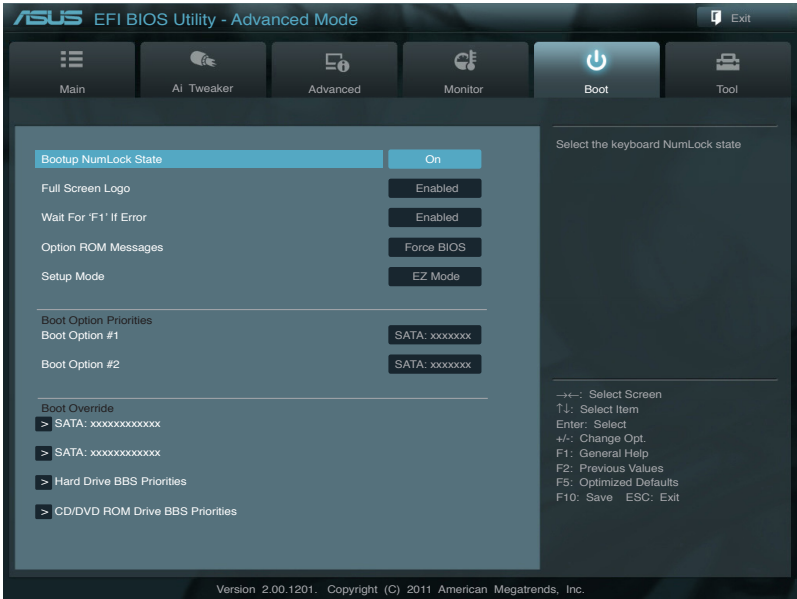 ASUS EFI BIOS Utility - Advanced Mode
Exit
Main
Ai Tweaker
Advanced
Monitor
Boot
Tool
Bootup NumLock State On
Full Screen Logo Enabled
Wait For ‘F1’ If Error Enabled
Option ROM Messages Force BIOS
Setup Mode EZ Mode
Boot Option Priorities
Boot Option #1 SATA: xxxxxxx
Boot Option #2 SATA: xxxxxxx
Boot Override
> SATA: xxxxxxxxxxxx
> SATA: xxxxxxxxxxxx
> Hard Drive BBS Priorities
> CD/DVD ROM Drive BBS Priorities
Select the keyboard NumLock state
→←: Select Screen
↑↓: Select Item
Enter: Select
+/-: Change Opt.
F1: General Help
F2: Previous Values
F5: Optimized Defaults
F10: Save ESC: Exit
Version 2.00.1201. Copyright (C) 2011 American Megatrends, Inc.